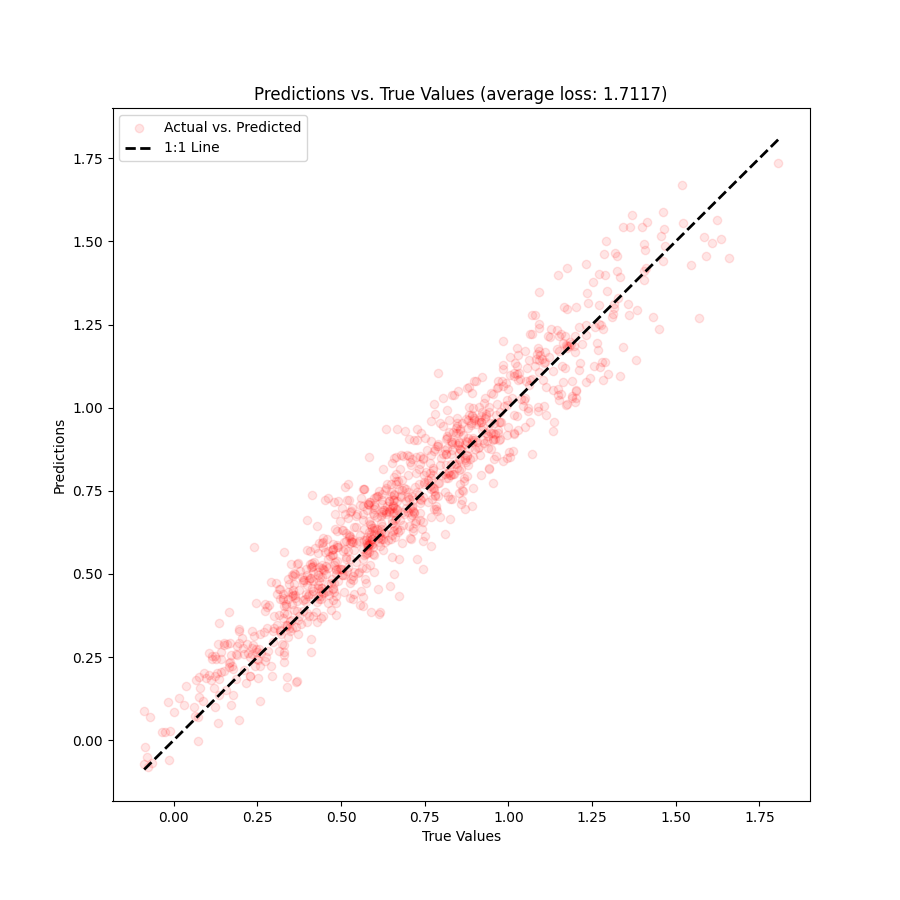 Predictions vs. True Values (average loss: 1.7117)
Actual vs. Predicted
1:1 Line
1.75
1.50
1.25
1.00
0.75
0.50
0.25
0.00
Predictions
0.00 0.25 0.50 0.75 1.00 1.25 1.50 1.75
True Values